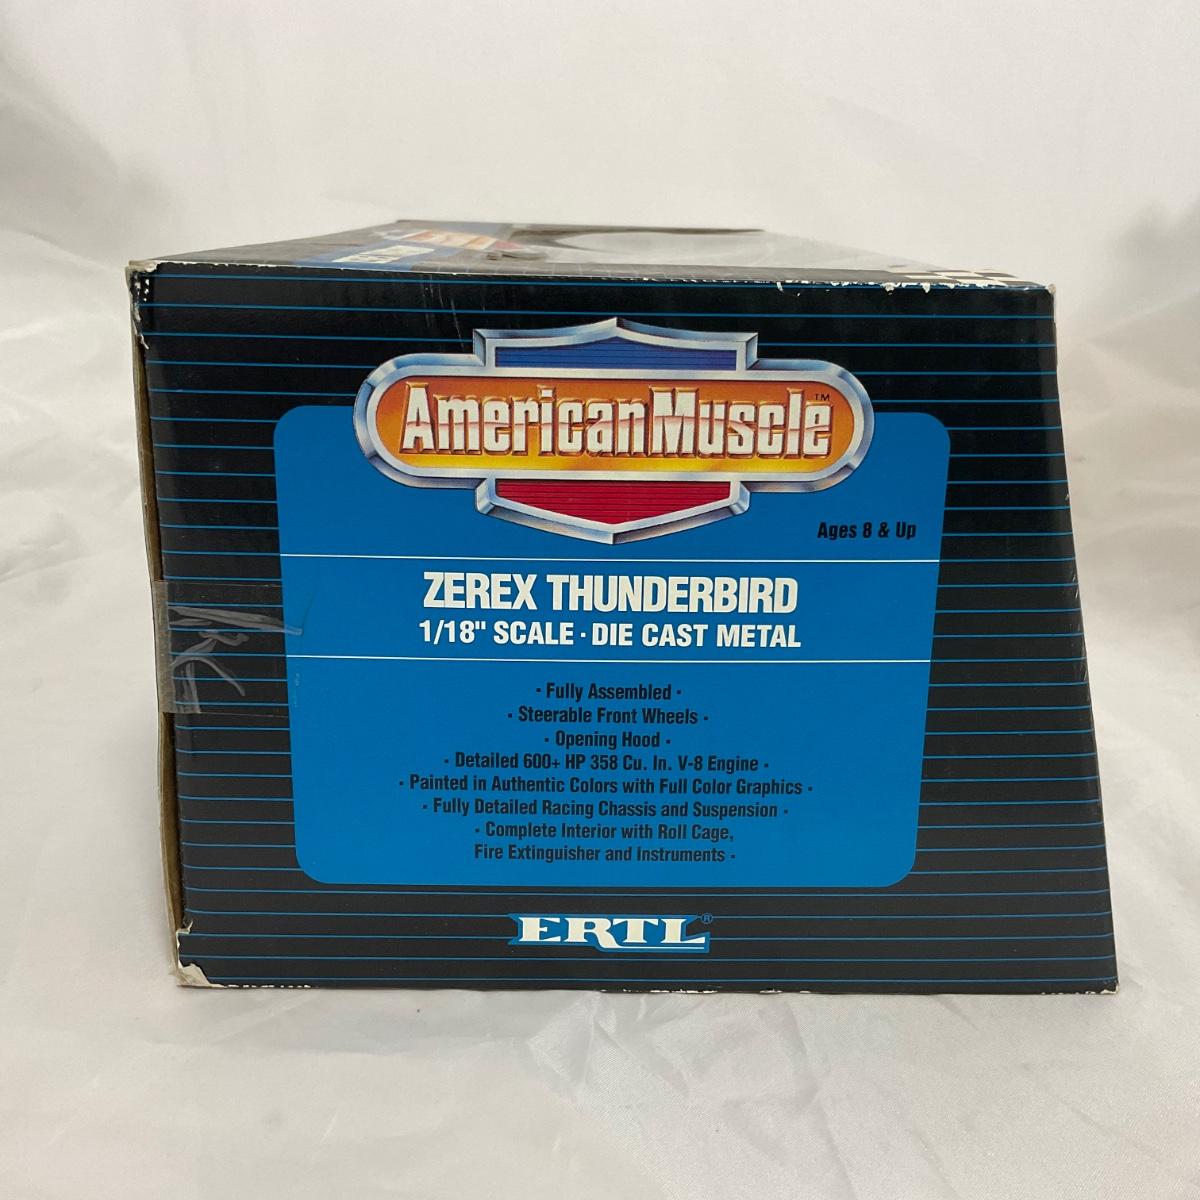 American Muscle™
Ages 8 & Up
ZEREX THUNDERBIRD
1/18" SCALE · DIE CAST METAL
· Fully Assembled ·
· Steerable Front Wheels ·
· Opening Hood ·
· Detailed 600+ HP 358 Cu. In. V-8 Engine ·
· Painted in Authentic Colors with Full Color Graphics ·
· Fully Detailed Racing Chassis and Suspension ·
· Complete Interior with Roll Cage,
Fire Extinguisher and Instruments ·
ERTL®